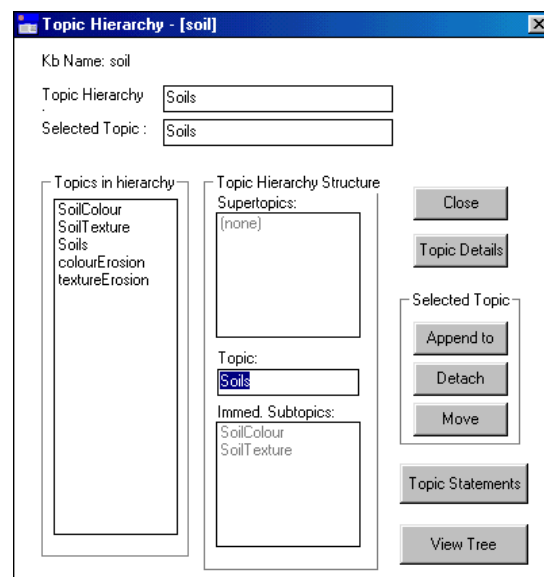 Topic Hierarchy - [soil]
Kb Name: soil
Topic Hierarchy
:
Soils
Selected Topic :
Soils
Topics in hierarchy
SoilColour
SoilTexture
Soils
colourErosion
textureErosion
Topic Hierarchy Structure
Supertopics:
(none)
Topic:
Soils
Immed. Subtopics:
SoilColour
SoilTexture
Close
Topic Details
Selected Topic
Append to
Detach
Move
Topic Statements
View Tree